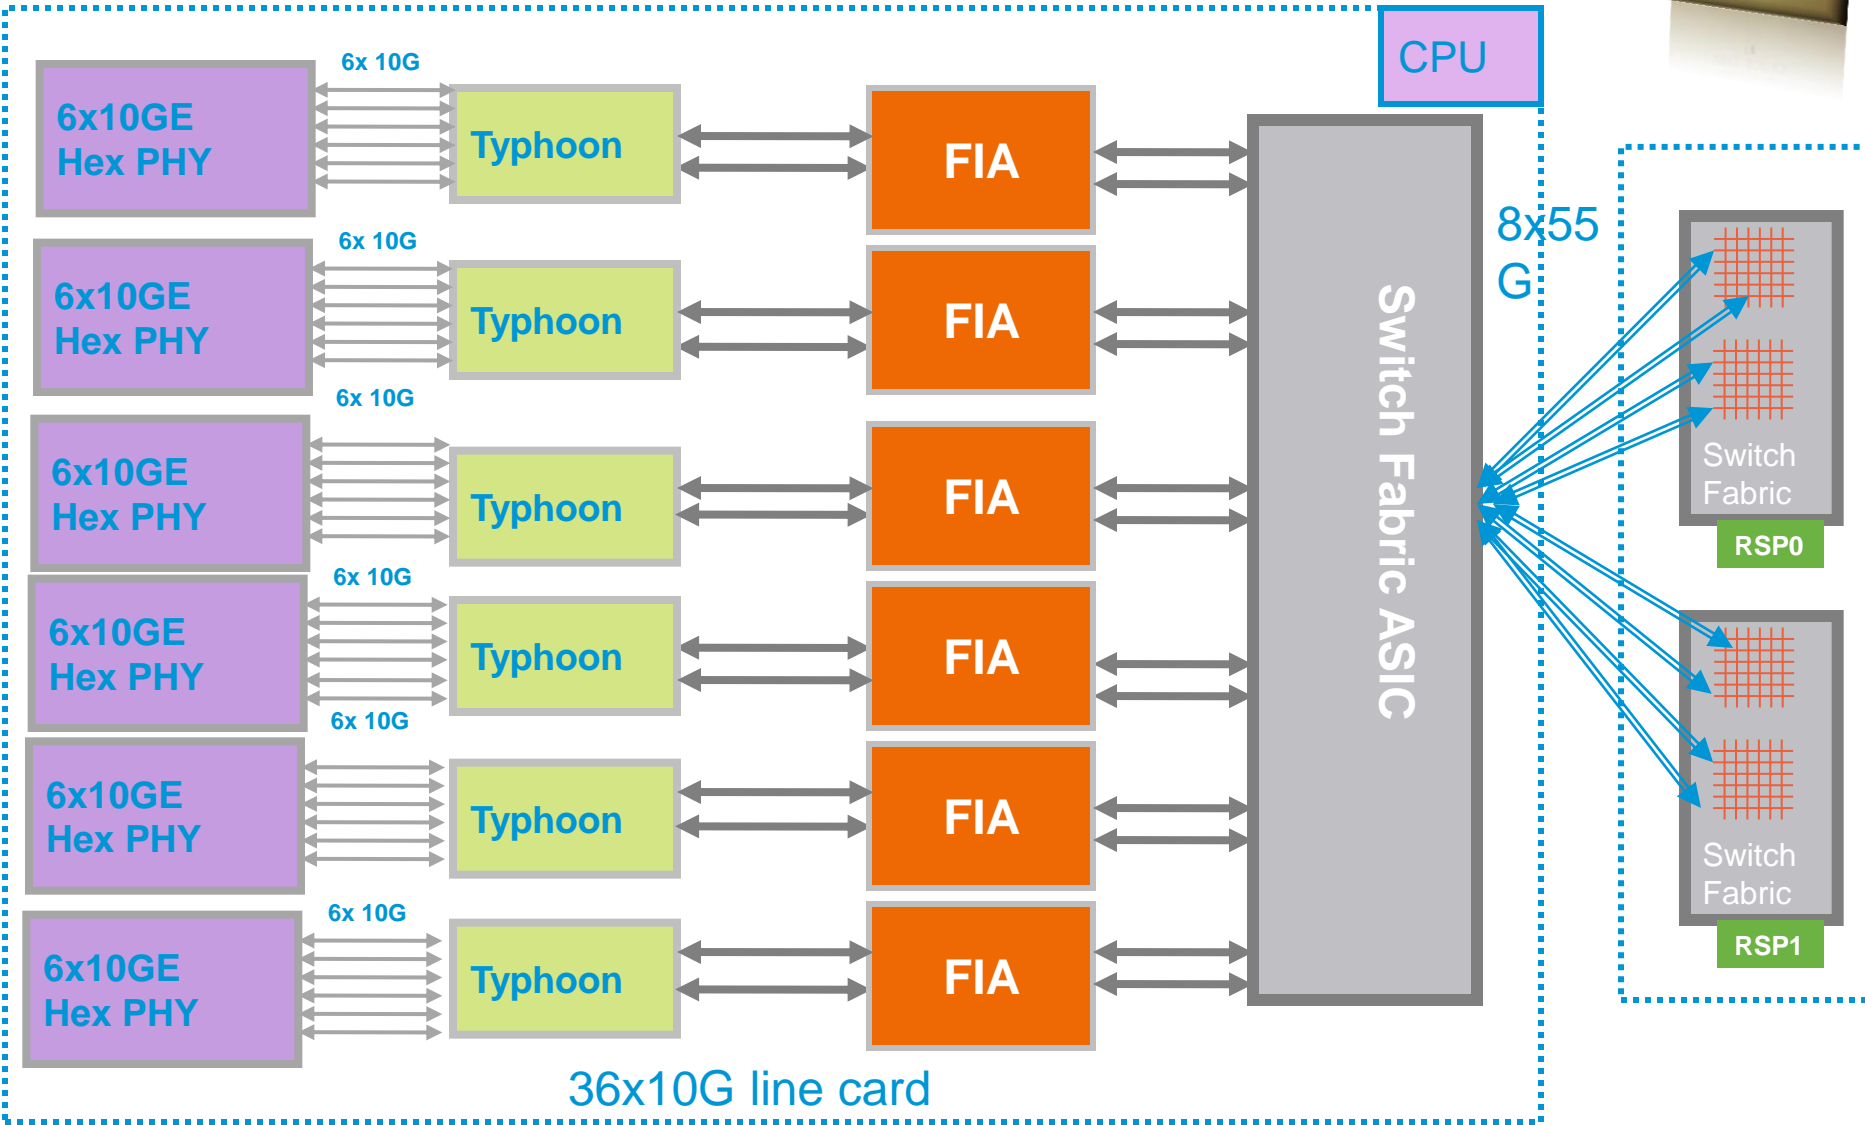 CPU
6x 10G
6x10GE
Hex PHY
Typhoon
FIA
6x 10G
6x10GE
Hex PHY
Typhoon
FIA
6x 10G
6x10GE
Hex PHY
Typhoon
FIA
6x 10G
6x10GE
Hex PHY
Typhoon
FIA
6x 10G
6x10GE
Hex PHY
Typhoon
FIA
6x 10G
6x10GE
Hex PHY
Typhoon
FIA
Switch Fabric ASIC
8x55
G
Switch
Fabric
RSP0
Switch
Fabric
RSP1
36x10G line card